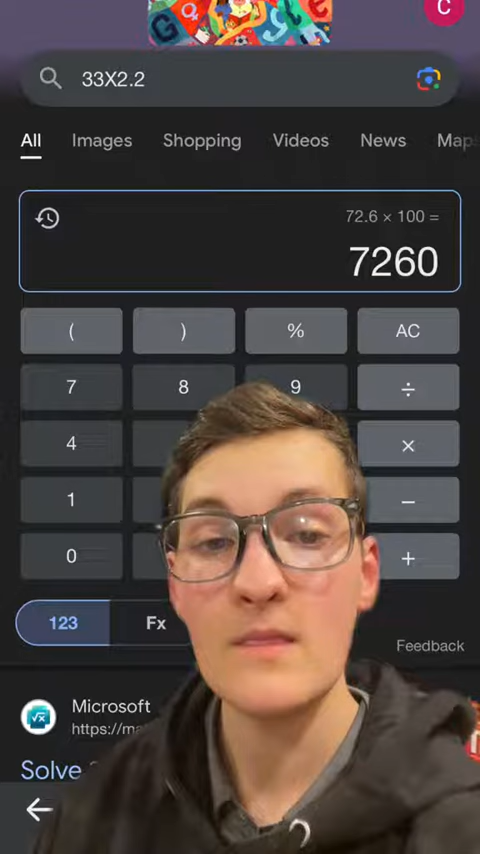 C
33X2.2
All Images Shopping Videos News Map
72.6 × 100 =
7260
( ) % AC
7 8 9 ÷
4 ×
1 −
0 +
123 Fx
Feedback
Microsoft
https://ma
Solve